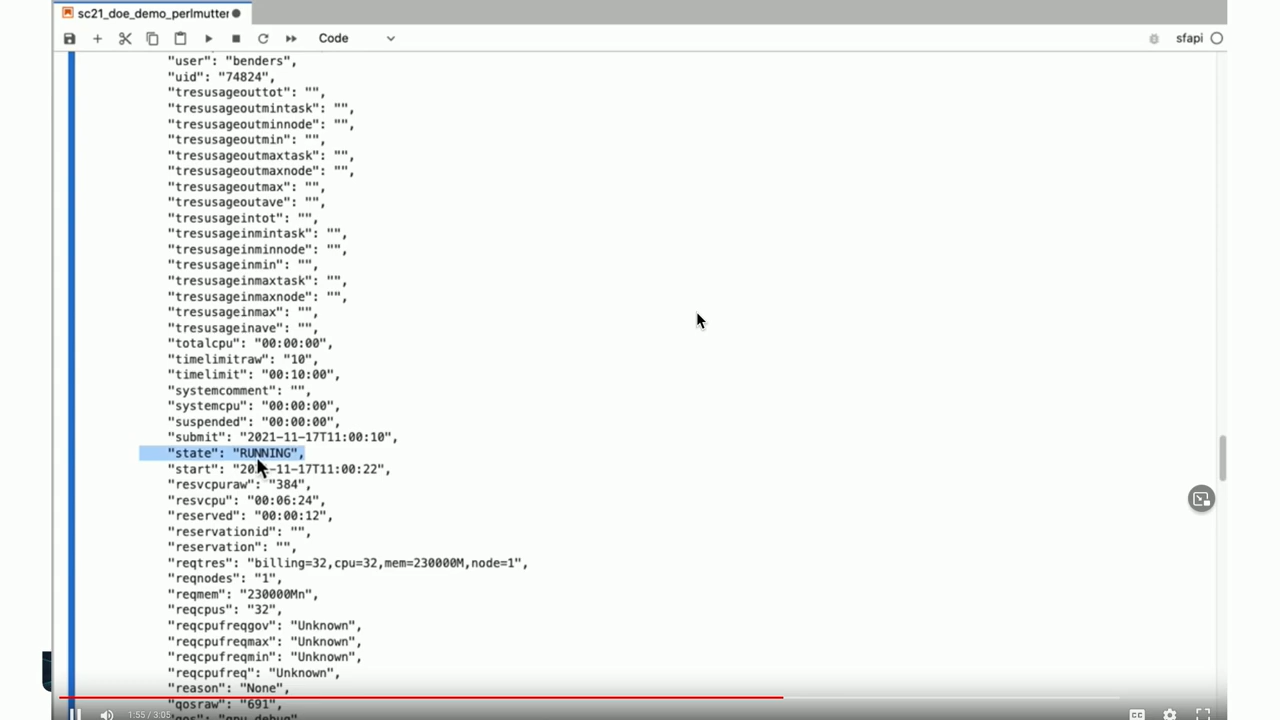 sc21_doe_demo_perlmutter
Code
sfapi
"user": "benders",
"uid": "74824",
"tresusageouttot": "",
"tresusageoutmintask": "",
"tresusageoutminnode": "",
"tresusageoutmin": "",
"tresusageoutmaxtask": "",
"tresusageoutmaxnode": "",
"tresusageoutmax": "",
"tresusageoutave": "",
"tresusageintot": "",
"tresusageinmintask": "",
"tresusageinminnode": "",
"tresusageinmin": "",
"tresusageinmaxtask": "",
"tresusageinmaxnode": "",
"tresusageinmax": "",
"tresusageinave": "",
"totalcpu": "00:00:00",
"timelimitraw": "10",
"timelimit": "00:10:00",
"systemcomment": "",
"systemcpu": "00:00:00",
"suspended": "00:00:00",
"submit": "2021-11-17T11:00:10",
"state": "RUNNING",
"start": "2021-11-17T11:00:22",
"resvcpuraw": "384",
"resvcpu": "00:06:24",
"reserved": "00:00:12",
"reservationid": "",
"reservation": "",
"reqtres": "billing=32,cpu=32,mem=230000M,node=1",
"reqnodes": "1",
"reqmem": "230000Mn",
"reqcpus": "32",
"reqcpufreqgov": "Unknown",
"reqcpufreqmax": "Unknown",
"reqcpufreqmin": "Unknown",
"reqcpufreq": "Unknown",
"reason": "None",
"qosraw": "691",
"qos": "gpu_debug"
1:55 / 3:05
CC